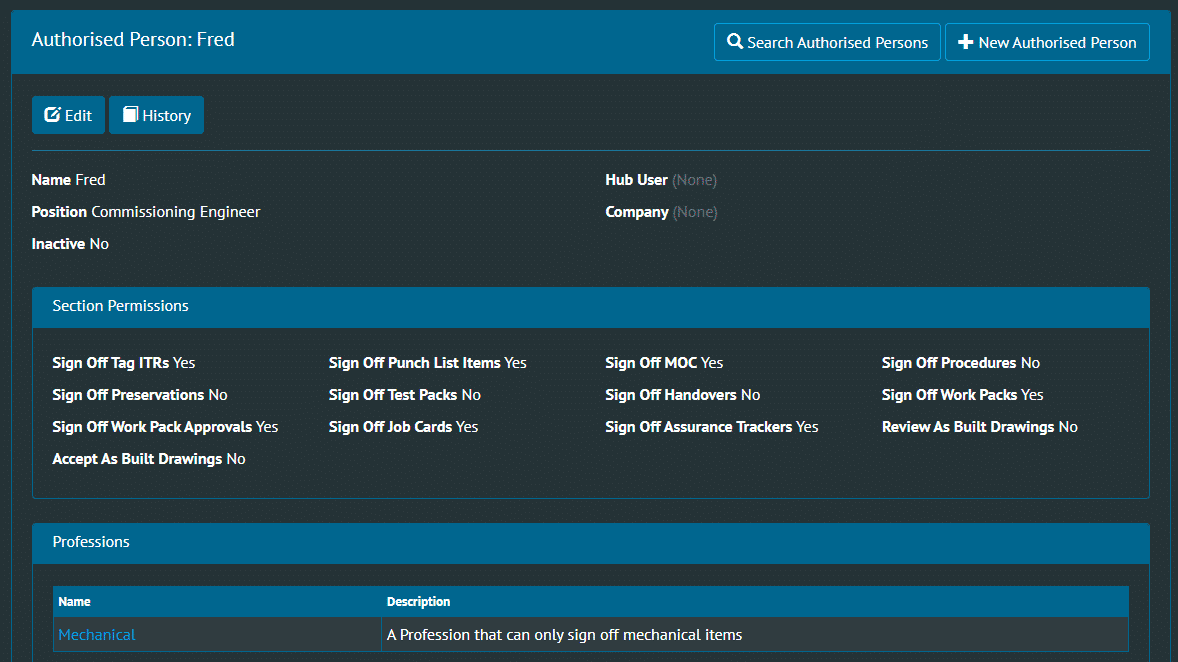 Authorised Person: Fred
Search Authorised Persons
New Authorised Person
Edit
History
Name Fred
Hub User (None)
Position Commissioning Engineer
Company (None)
Inactive No
Section Permissions
Sign Off Tag ITRs Yes
Sign Off Punch List Items Yes
Sign Off MOC Yes
Sign Off Procedures No
Sign Off Preservations No
Sign Off Test Packs No
Sign Off Handovers No
Sign Off Work Packs Yes
Sign Off Work Pack Approvals Yes
Sign Off Job Cards Yes
Sign Off Assurance Trackers Yes
Review As Built Drawings No
Accept As Built Drawings No
Professions
Name
Description
Mechanical
A Profession that can only sign off mechanical items